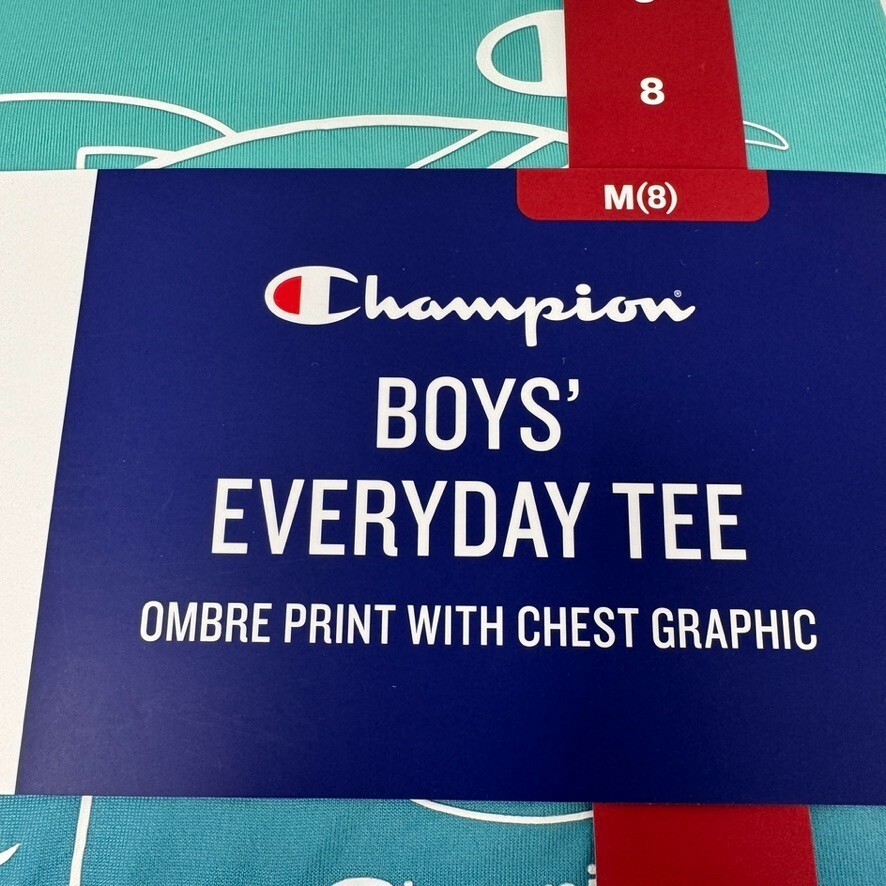 8
M(8)
Champion®
BOYS'
EVERYDAY TEE
OMBRE PRINT WITH CHEST GRAPHIC